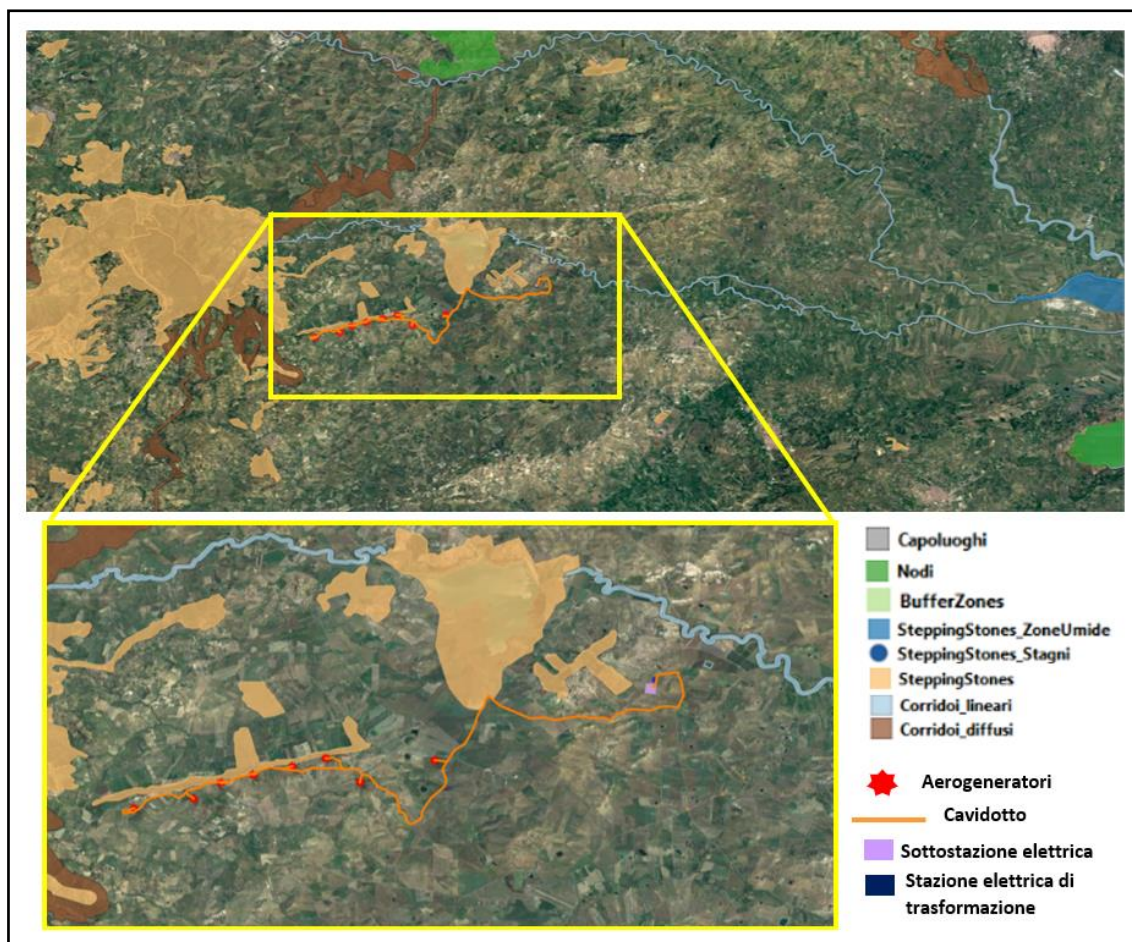 Capoluoghi
Nodi
BufferZones
SteppingStones_ZoneUmide
SteppingStones_Stagni
SteppingStones
Corridoi_lineari
Corridoi_diffusi
Aerogeneratori
Cavidotto
Sottostazione elettrica
Stazione elettrica di
trasformazione